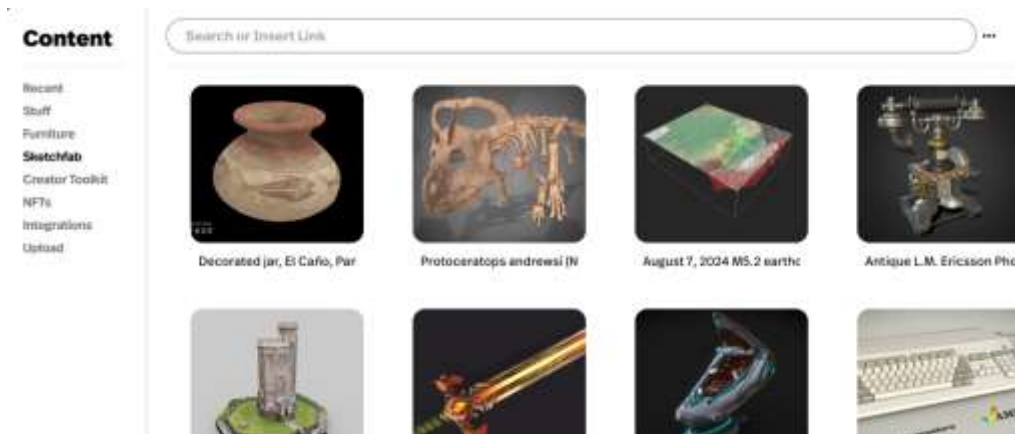 Content
Search or Insert Link
Recent
Stuff
Furniture
Sketchfab
Creator Toolkit
NFTs
Integrations
Upload
Decorated jar, El Caño, Par
Protoceratops andrewsi (N
August 7, 2024 M5.2 earthc
Antique L.M. Ericsson Pho